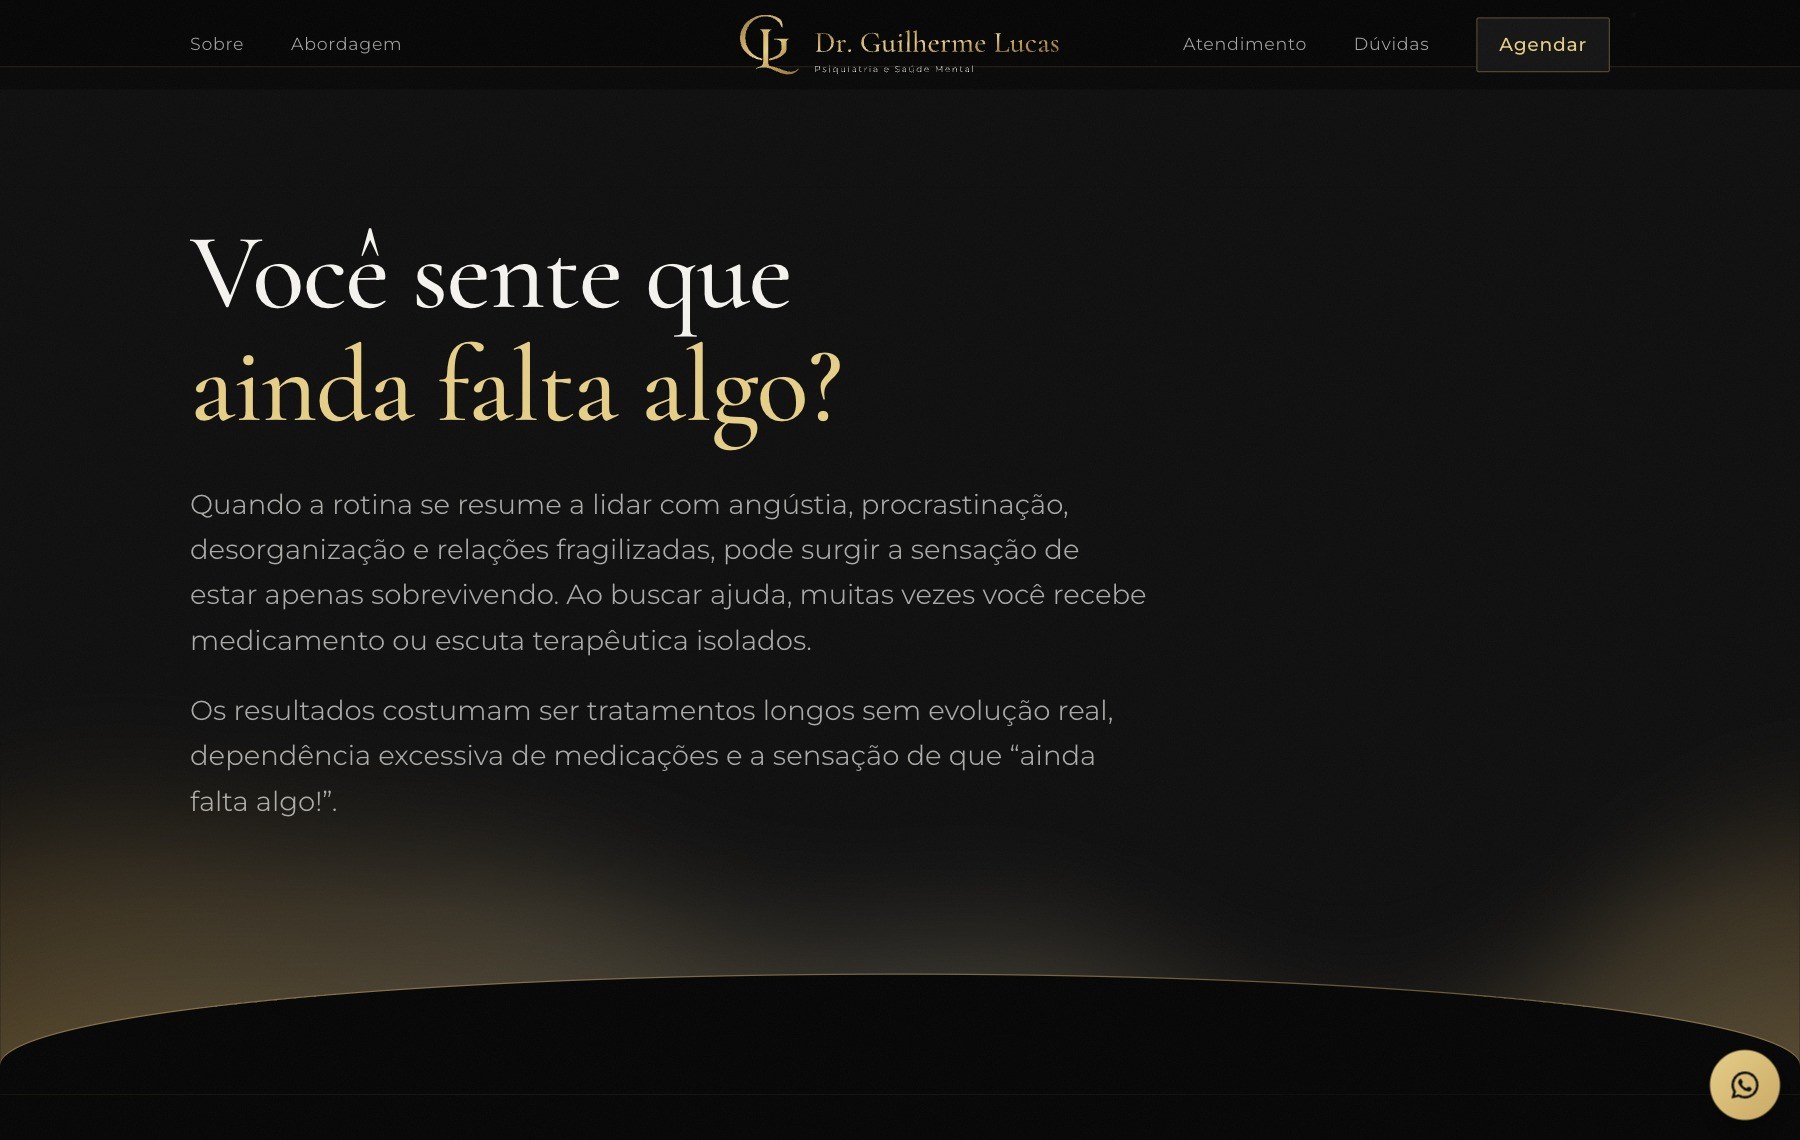 Sobre
Abordagem
GL
Dr. Guilherme Lucas
Psiquiatria e Saúde Mental
Atendimento
Dúvidas
Agendar
Você sente que
ainda falta algo?
Quando a rotina se resume a lidar com angústia, procrastinação,
desorganização e relações fragilizadas, pode surgir a sensação de
estar apenas sobrevivendo. Ao buscar ajuda, muitas vezes você recebe
medicamento ou escuta terapêutica isolados.
Os resultados costumam ser tratamentos longos sem evolução real,
dependência excessiva de medicações e a sensação de que “ainda
falta algo!”.